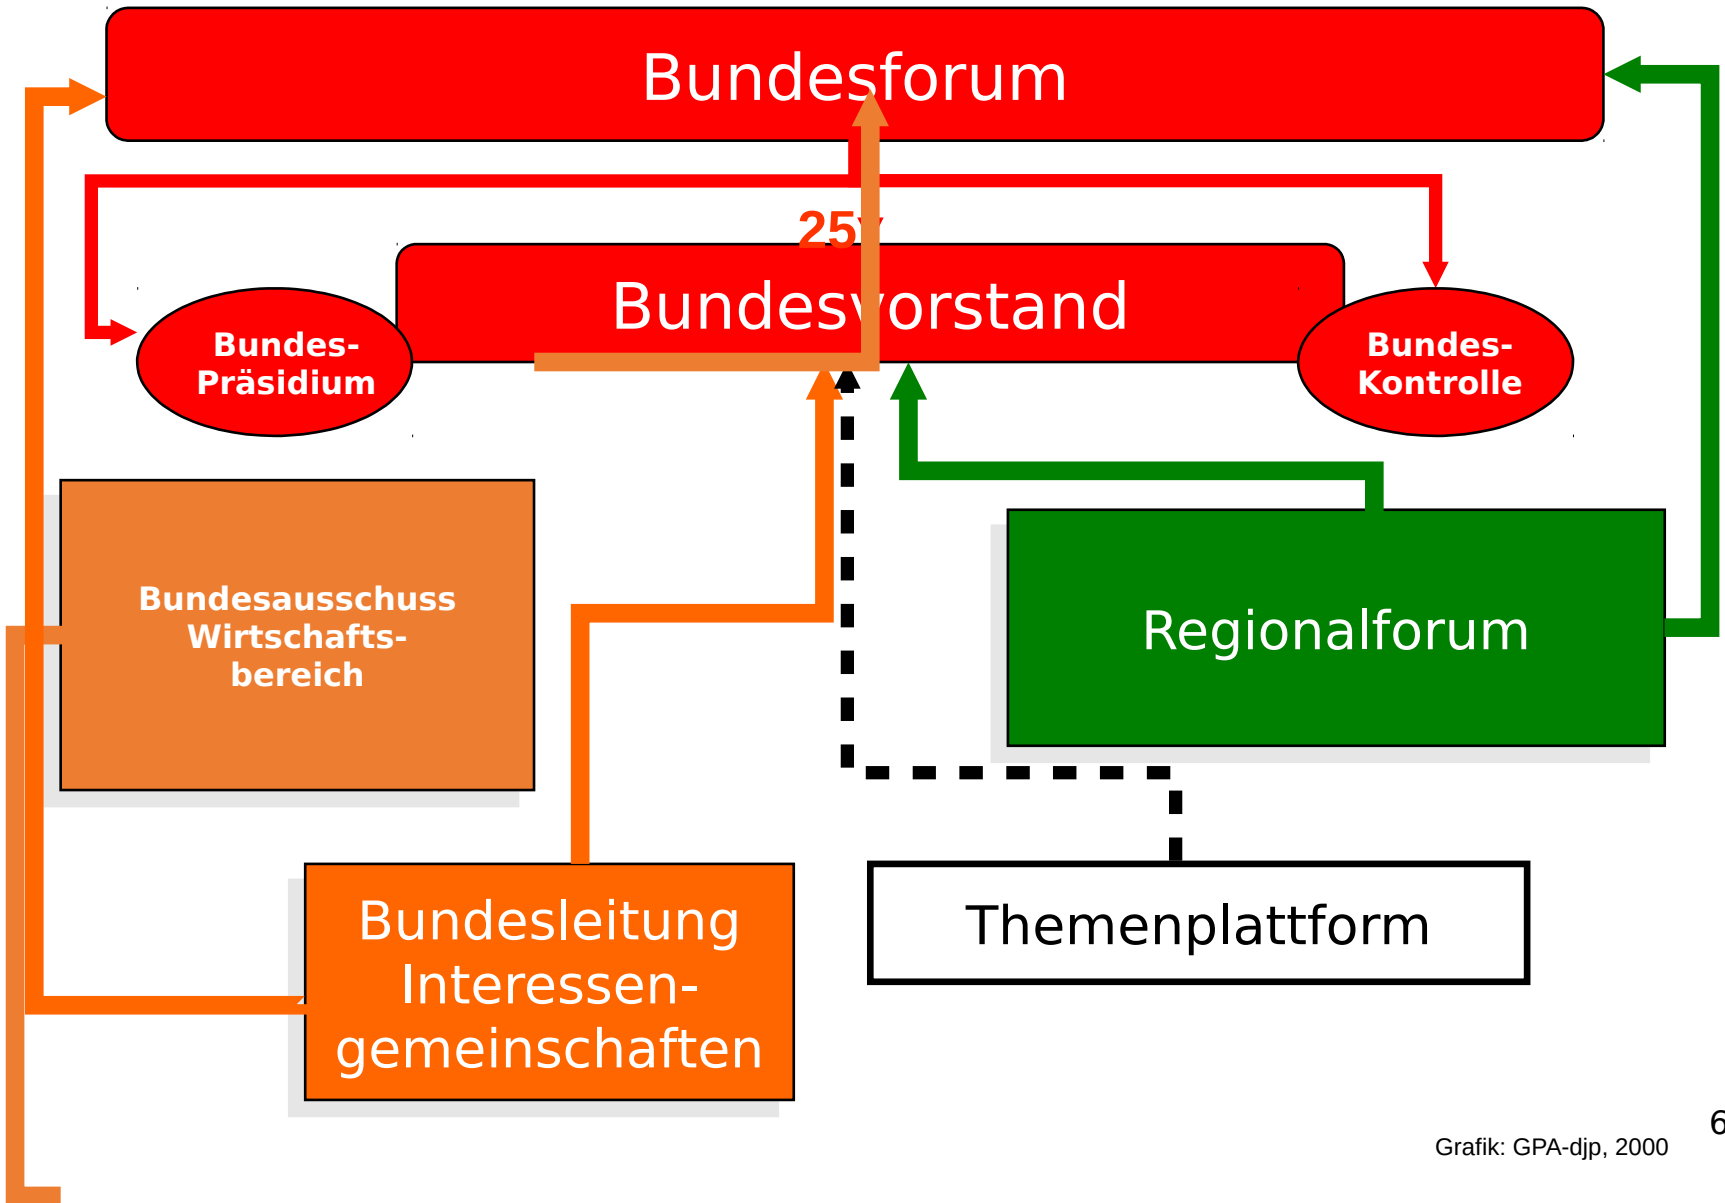 Bundesforum
25
Bundesvorstand
Bundes-
Präsidium
Bundes-
Kontrolle
Bundesausschuss
Wirtschafts-
bereich
Regionalforum
Bundesleitung
Interessen-
gemeinschaften
Themenplattform
6
Grafik: GPA-djp, 2000